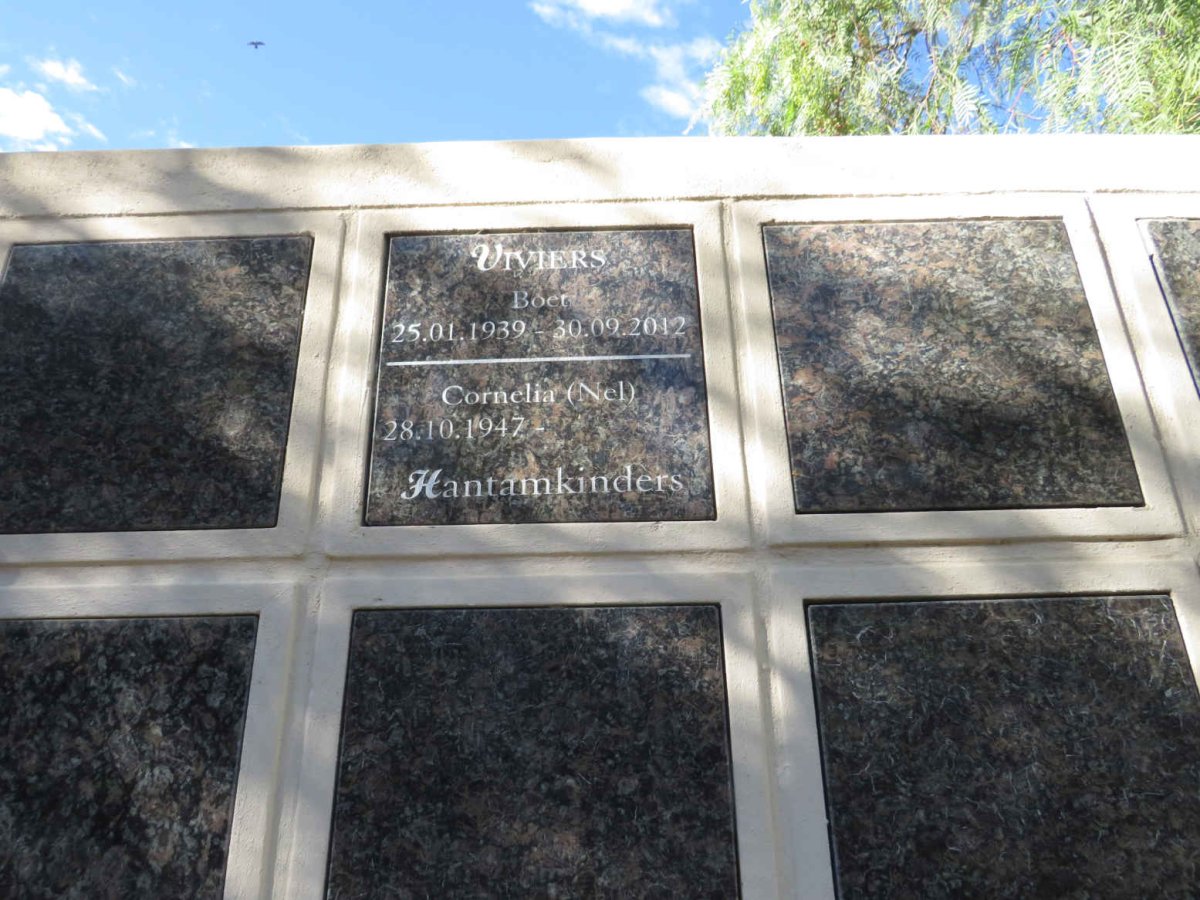 VIVIERS
Boet
25.01.1939 - 30.09.2012
Cornelia (Nel)
28.10.1947 -
Hantamkinders